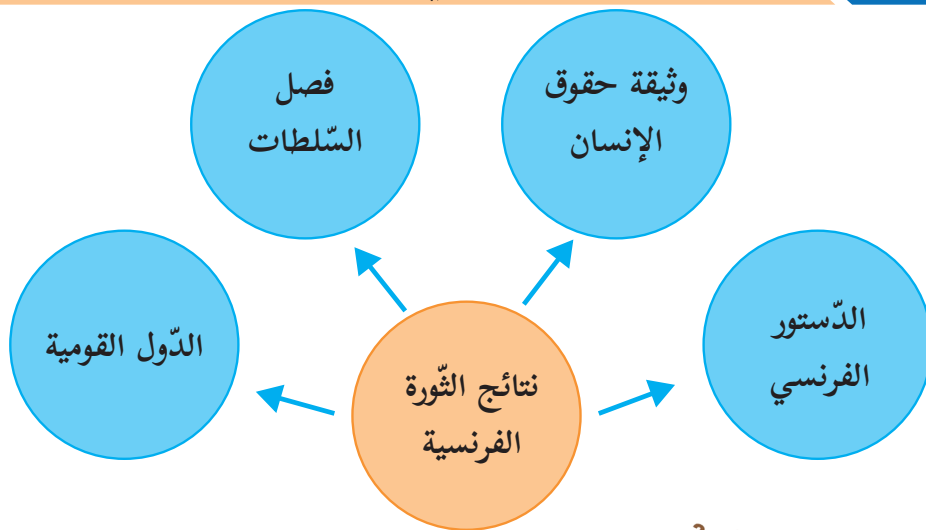 وثيقة حقوق
الإنسان
فصل
السّلطات
الدّستور
الفرنسي
الدّول القومية
نتائج الثّورة
الفرنسية